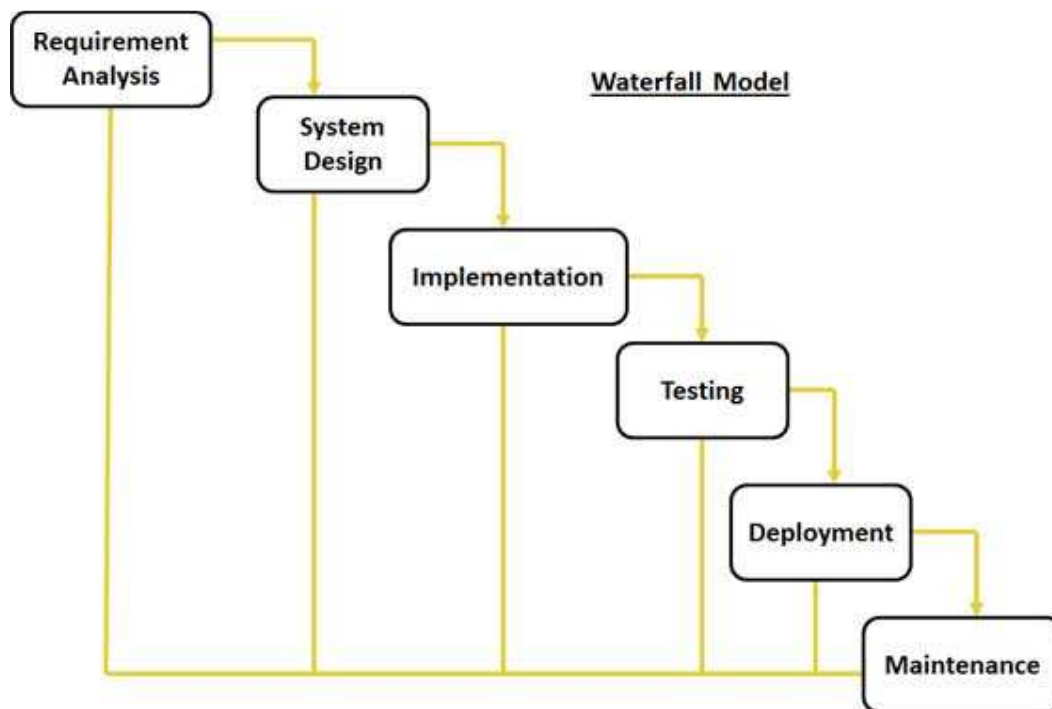 Requirement
Analysis
Waterfall Model
System
Design
Implementation
Testing
Deployment
Maintenance